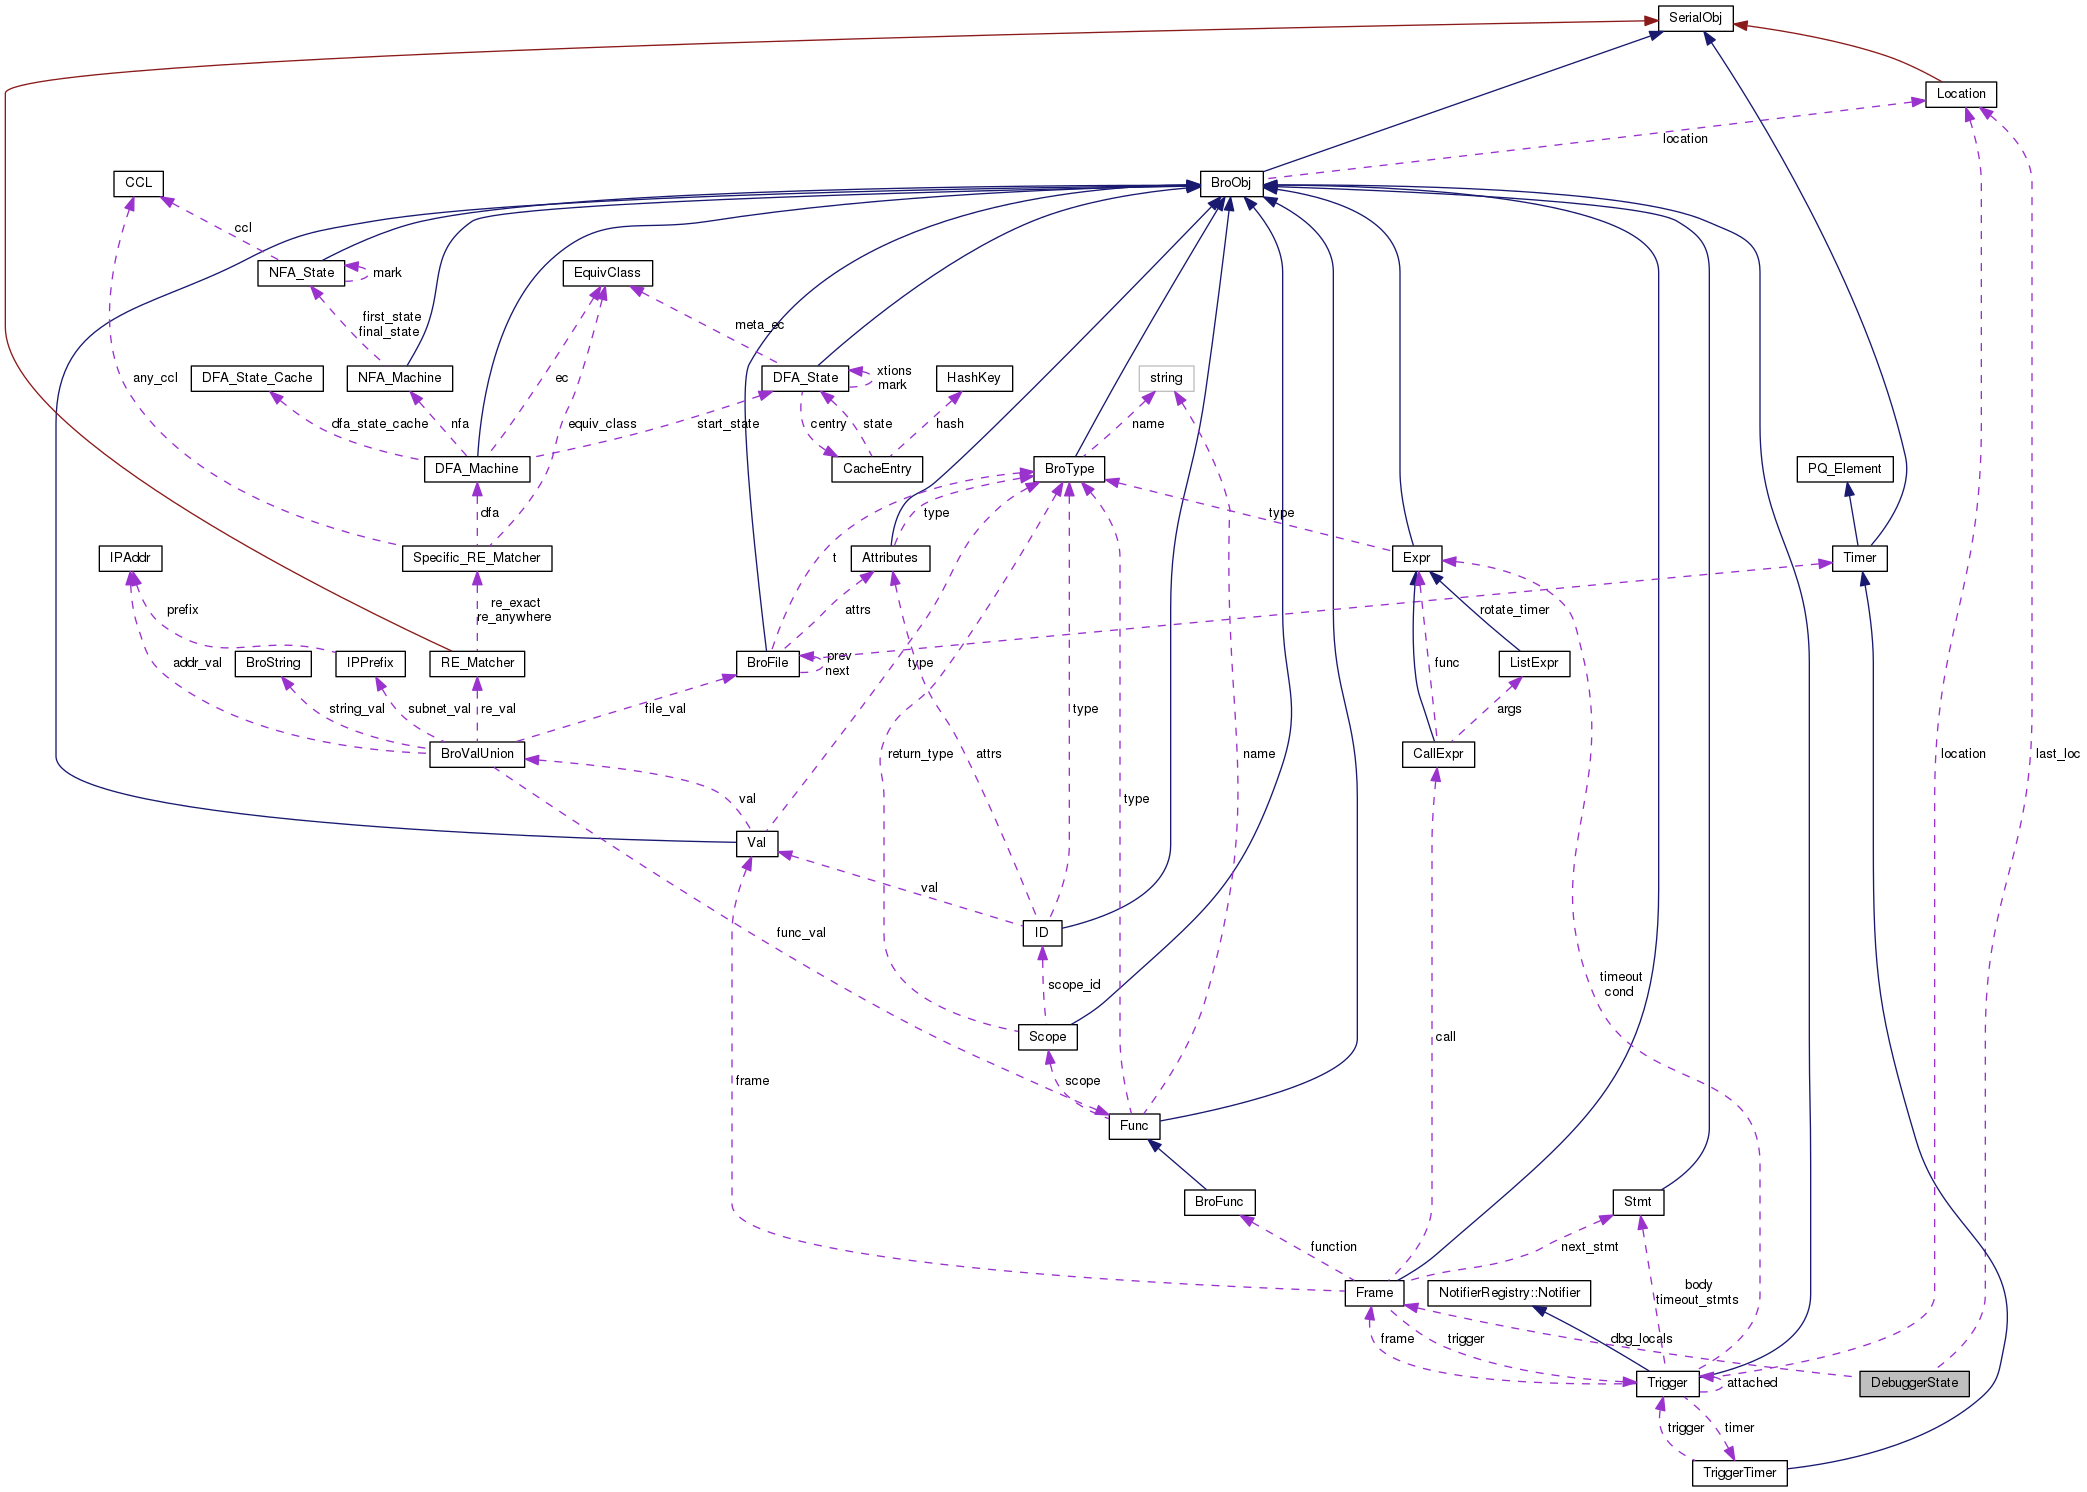 SerialObj
Location
location
CCL
BroObj
ccl
NFA_State
mark
EquivClass
first_state
final_state
meta_ec
any_ccl
DFA_State_Cache
NFA_Machine
ec
DFA_State
xtions
mark
HashKey
string
dfa_state_cache
nfa
equiv_class
start_state
centry
state
hash
name
DFA_Machine
CacheEntry
BroType
PQ_Element
dfa
type
type
IPAddr
Specific_RE_Matcher
t
Attributes
Expr
Timer
prefix
re_exact
re_anywhere
attrs
rotate_timer
addr_val
BroString
IPPrefix
RE_Matcher
BroFile
prev
next
type
func
ListExpr
string_val
subnet_val
re_val
file_val
type
args
BroValUnion
return_type
attrs
name
CallExpr
location
last_loc
val
type
Val
val
func_val
ID
scope_id
timeout
cond
Scope
call
frame
scope
Func
BroFunc
Stmt
function
next_stmt
Frame
NotifierRegistry::Notifier
body
timeout_stmts
frame
trigger
dbg_locals
Trigger
attached
DebuggerState
trigger
timer
TriggerTimer